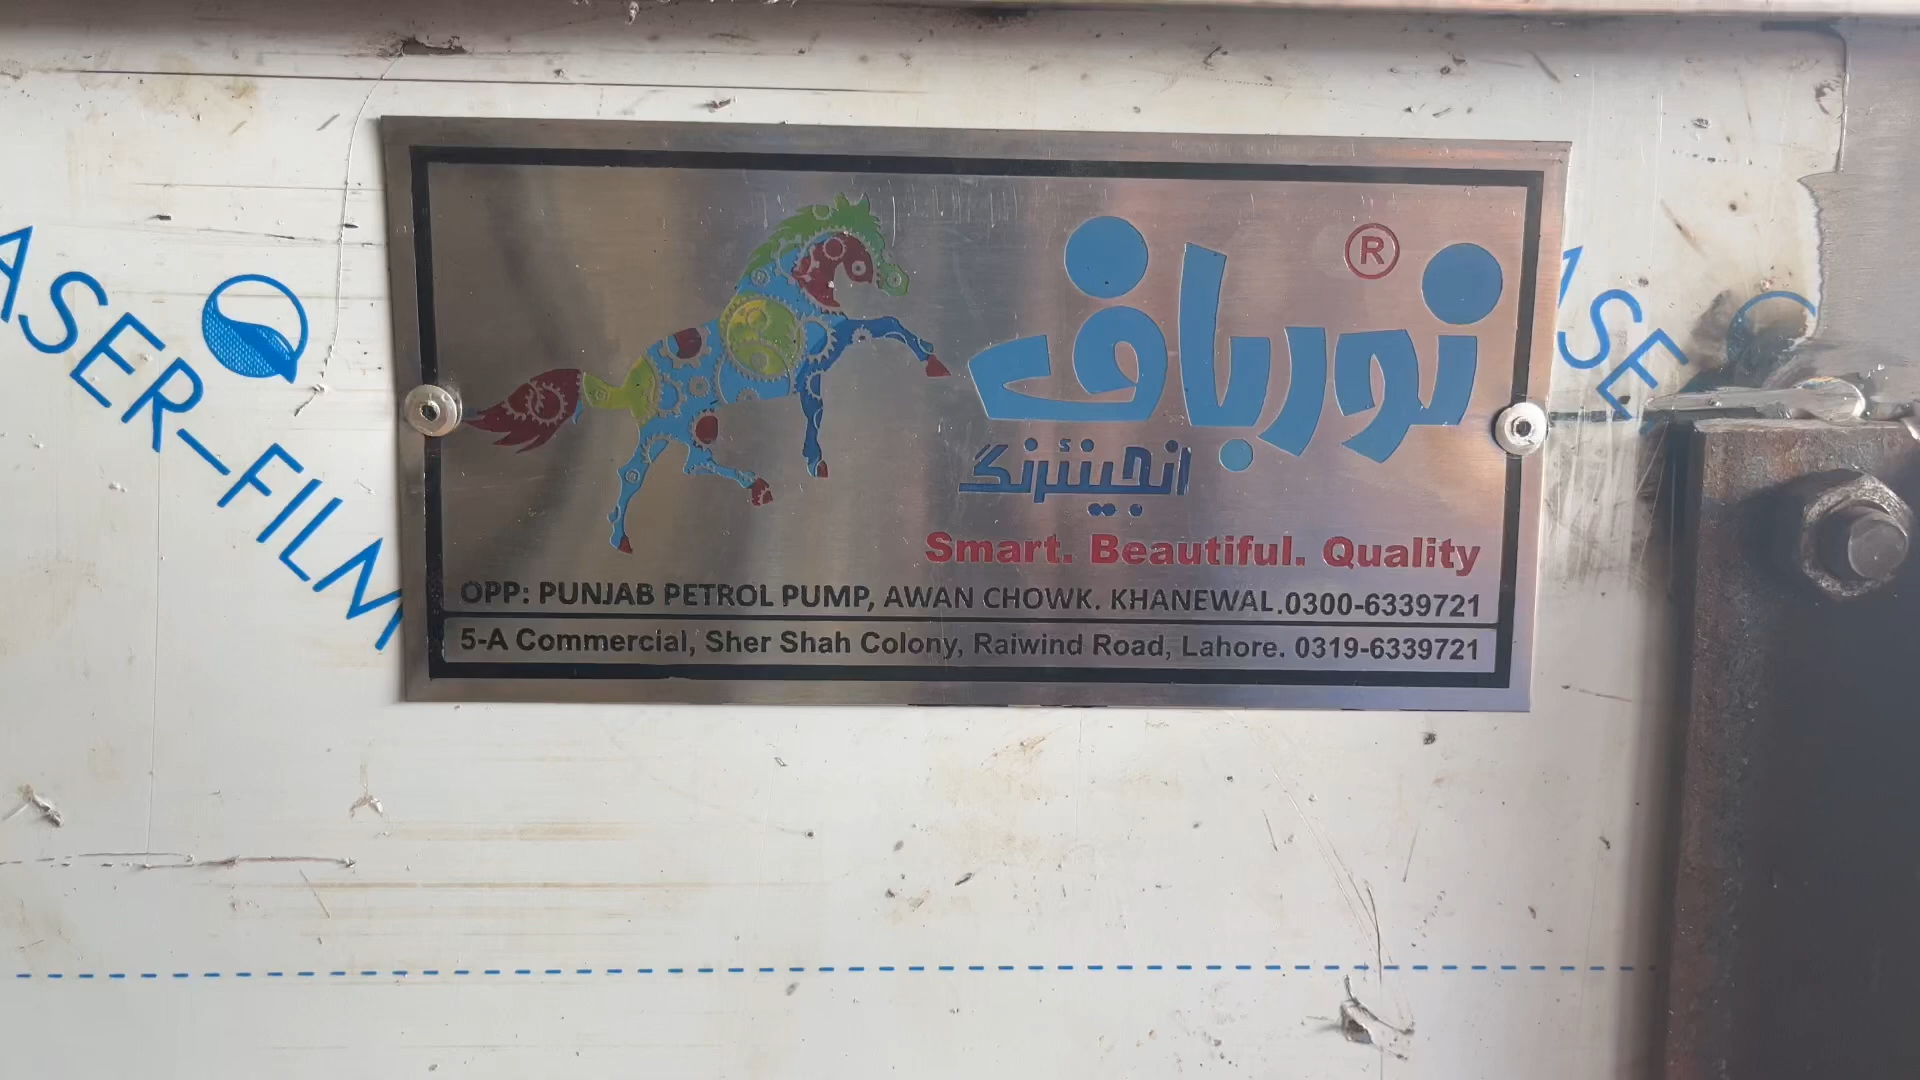 نورباف ®
انجینئرنگ
Smart. Beautiful. Quality
OPP: PUNJAB PETROL PUMP, AWAN CHOWK. KHANEWAL.0300-6339721
5-A Commercial, Sher Shah Colony, Raiwind Road, Lahore. 0319-6339721
ASER-FILM
ASE